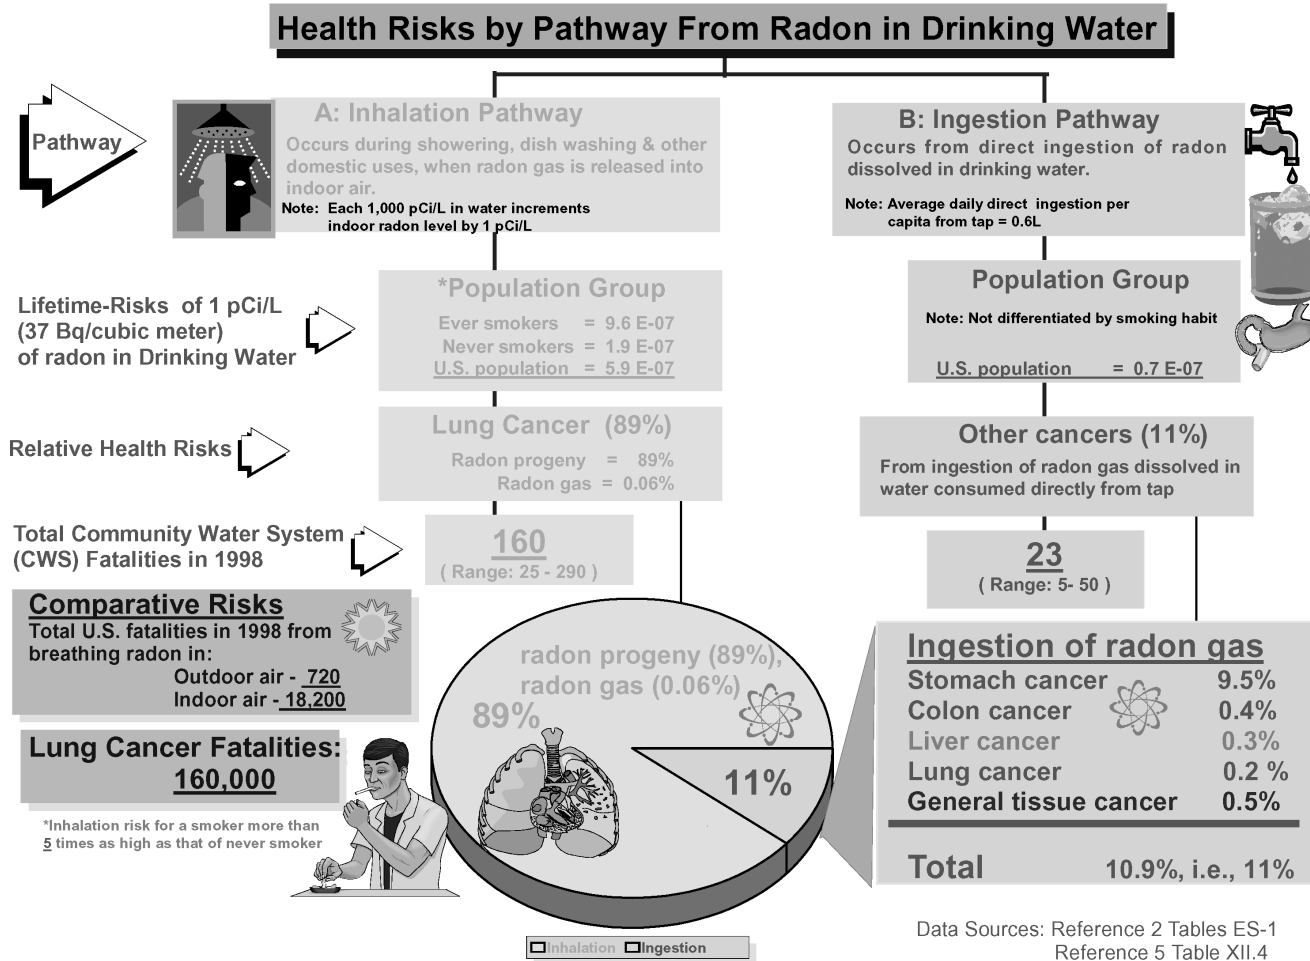 Health Risks by Pathway From Radon in Drinking Water
Pathway
A: Inhalation Pathway
Occurs during showering, dish washing & other
domestic uses, when radon gas is released into
indoor air.
Note: Each 1,000 pCi/L in water increments
indoor radon level by 1 pCi/L
B: Ingestion Pathway
Occurs from direct ingestion of radon
dissolved in drinking water.
Note: Average daily direct ingestion per
capita from tap = 0.6L
Lifetime-Risks of 1 pCi/L
(37 Bq/cubic meter)
of radon in Drinking Water
*Population Group
Ever smokers = 9.6 E-07
Never smokers = 1.9 E-07
U.S. population = 5.9 E-07
Population Group
Note: Not differentiated by smoking habit
U.S. population = 0.7 E-07
Relative Health Risks
Lung Cancer (89%)
Radon progeny = 89%
Radon gas = 0.06%
Other cancers (11%)
From ingestion of radon gas dissolved in
water consumed directly from tap
Total Community Water System
(CWS) Fatalities in 1998
160
( Range: 25 - 290 )
23
( Range: 5- 50 )
Comparative Risks
Total U.S. fatalities in 1998 from
breathing radon in:
Outdoor air - 720
Indoor air - 18,200
Lung Cancer Fatalities:
160,000
*Inhalation risk for a smoker more than
5 times as high as that of never smoker
radon progeny (89%),
radon gas (0.06%)
89%
11%
Inhalation Ingestion
Ingestion of radon gas
Stomach cancer 9.5%
Colon cancer 0.4%
Liver cancer 0.3%
Lung cancer 0.2 %
General tissue cancer 0.5%
Total 10.9%, i.e., 11%
Data Sources: Reference 2 Tables ES-1
Reference 5 Table XII.4